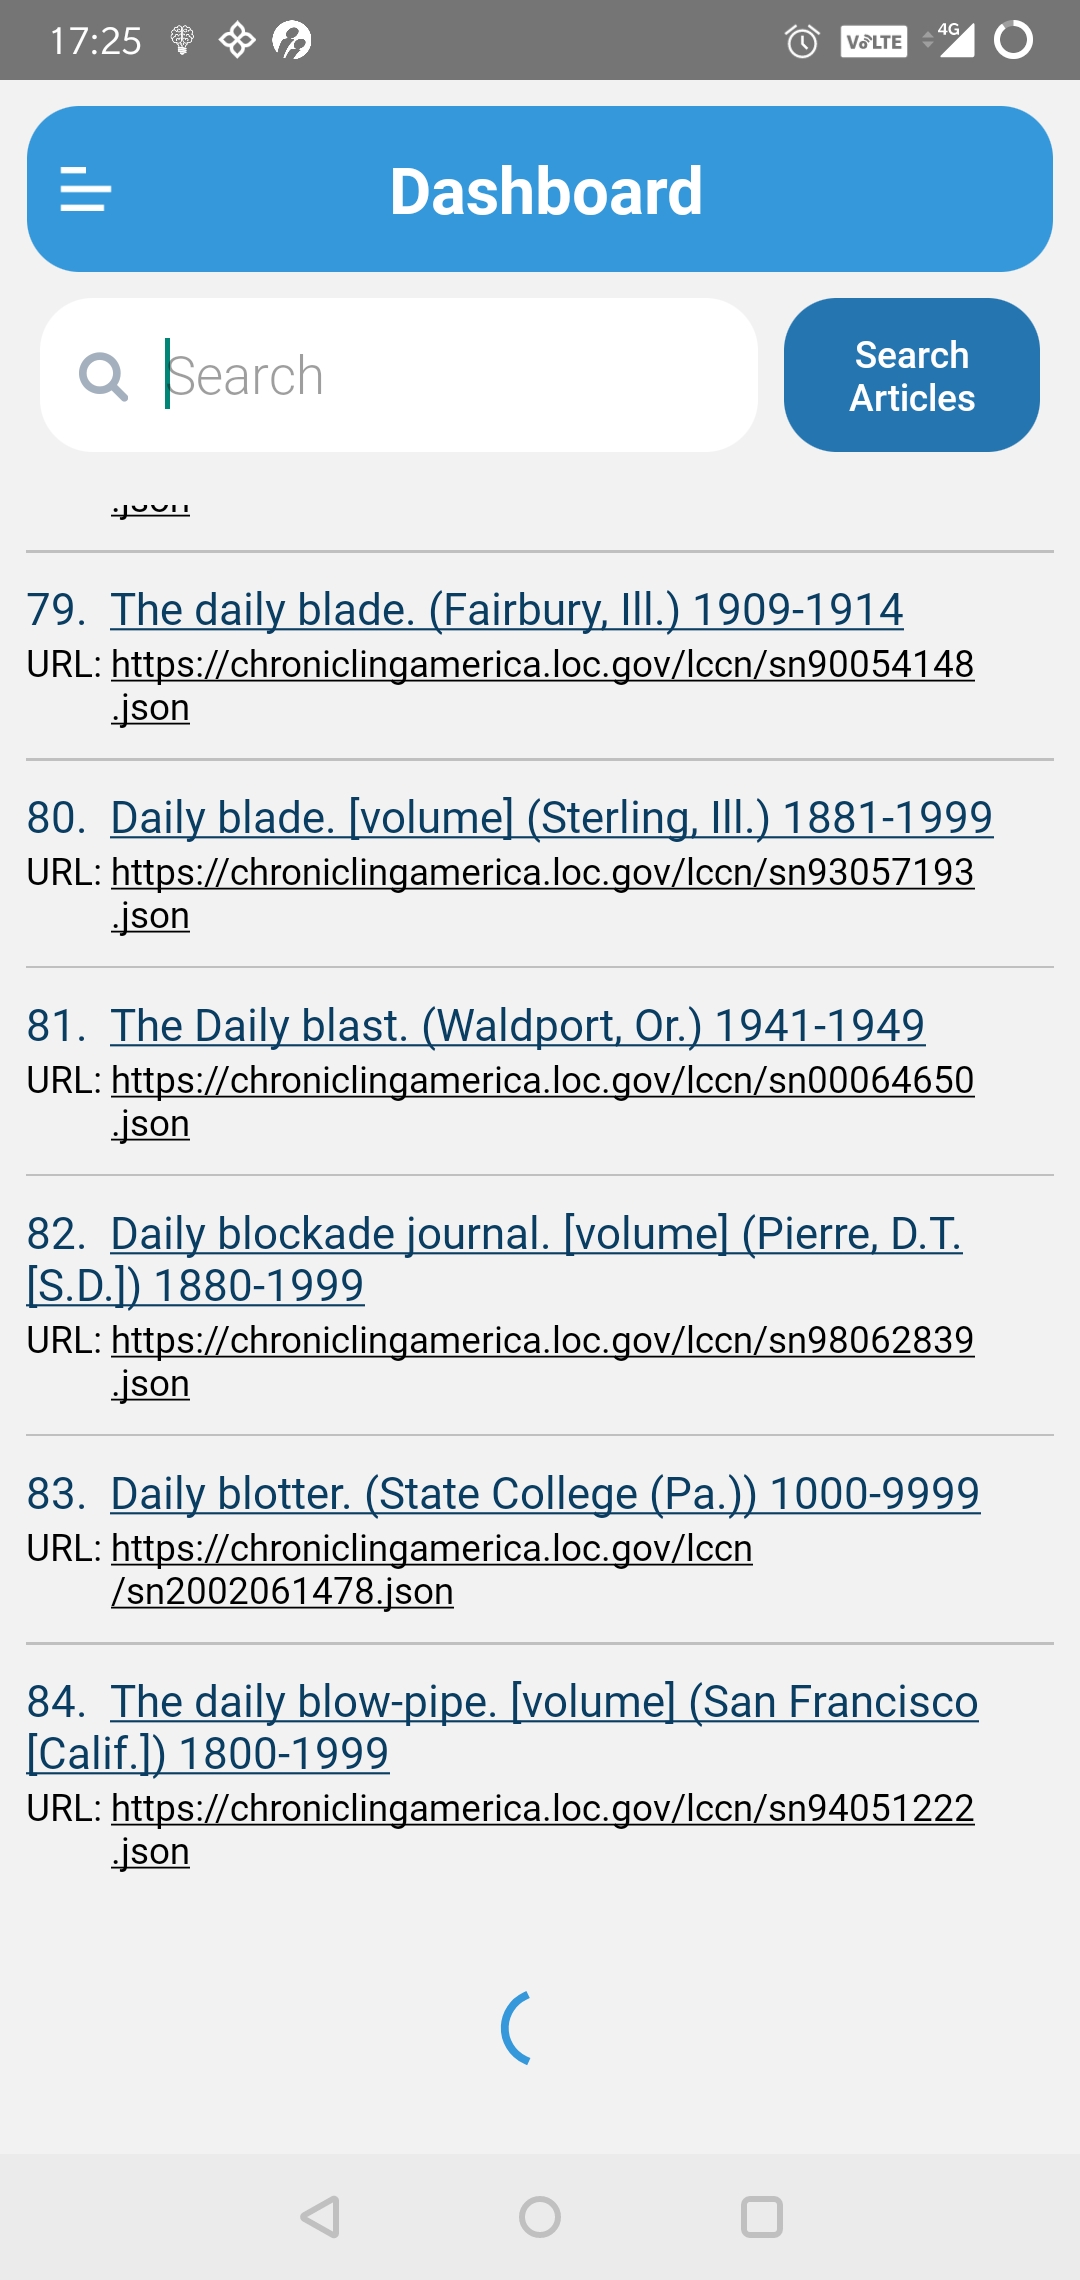 17:25 VoLTE 4G
Dashboard
Search
Search
Articles
.json
79. The daily blade. (Fairbury, Ill.) 1909-1914
URL: https://chroniclingamerica.loc.gov/lccn/sn90054148
.json
80. Daily blade. [volume] (Sterling, Ill.) 1881-1999
URL: https://chroniclingamerica.loc.gov/lccn/sn93057193
.json
81. The Daily blast. (Waldport, Or.) 1941-1949
URL: https://chroniclingamerica.loc.gov/lccn/sn00064650
.json
82. Daily blockade journal. [volume] (Pierre, D.T.
[S.D.]) 1880-1999
URL: https://chroniclingamerica.loc.gov/lccn/sn98062839
.json
83. Daily blotter. (State College (Pa.)) 1000-9999
URL: https://chroniclingamerica.loc.gov/lccn
/sn2002061478.json
84. The daily blow-pipe. [volume] (San Francisco
[Calif.]) 1800-1999
URL: https://chroniclingamerica.loc.gov/lccn/sn94051222
.json